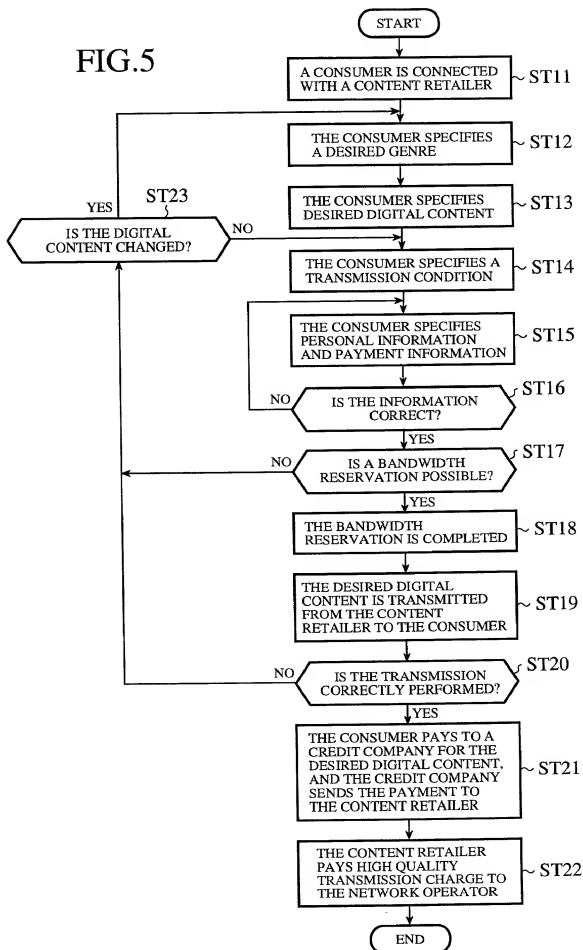 FIG.5
START
A CONSUMER IS CONNECTED
WITH A CONTENT RETAILER
ST11
THE CONSUMER SPECIFIES
A DESIRED GENRE
ST12
THE CONSUMER SPECIFIES
DESIRED DIGITAL CONTENT
ST13
YES
ST23
IS THE DIGITAL
CONTENT CHANGED?
NO
THE CONSUMER SPECIFIES A
TRANSMISSION CONDITION
ST14
THE CONSUMER SPECIFIES
PERSONAL INFORMATION
AND PAYMENT INFORMATION
ST15
NO
IS THE INFORMATION
CORRECT?
ST16
YES
NO
IS A BANDWIDTH
RESERVATION POSSIBLE?
ST17
YES
THE BANDWIDTH
RESERVATION IS COMPLETED
ST18
THE DESIRED DIGITAL
CONTENT IS TRANSMITTED
FROM THE CONTENT
RETAILER TO THE CONSUMER
ST19
NO
IS THE TRANSMISSION
CORRECTLY PERFORMED?
ST20
YES
THE CONSUMER PAYS TO A
CREDIT COMPANY FOR THE
DESIRED DIGITAL CONTENT,
AND THE CREDIT COMPANY
SENDS THE PAYMENT TO
THE CONTENT RETAILER
ST21
THE CONTENT RETAILER
PAYS HIGH QUALITY
TRANSMISSION CHARGE TO
THE NETWORK OPERATOR
ST22
END